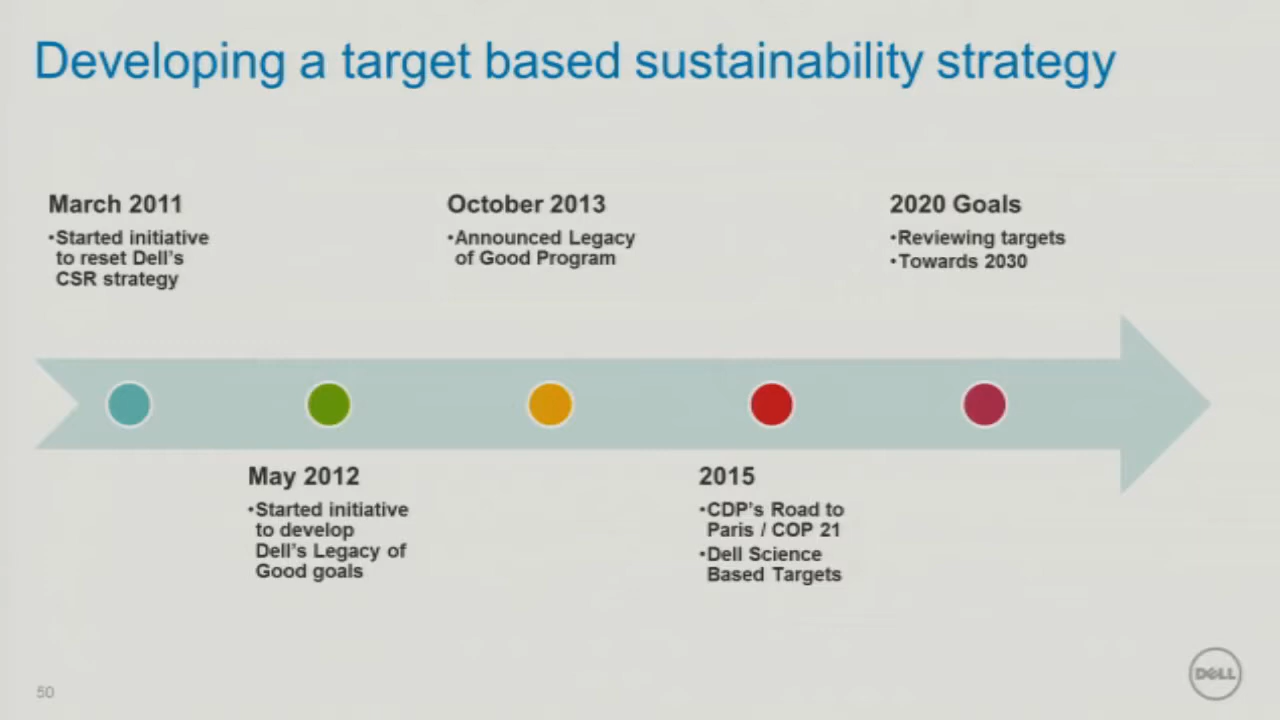 Developing a target based sustainability strategy
March 2011
•Started initiative
to reset Dell's
CSR strategy
October 2013
•Announced Legacy
of Good Program
2020 Goals
•Reviewing targets
•Towards 2030
May 2012
•Started initiative
to develop
Dell's Legacy of
Good goals
2015
•CDP's Road to
Paris / COP 21
•Dell Science
Based Targets
50
DELL